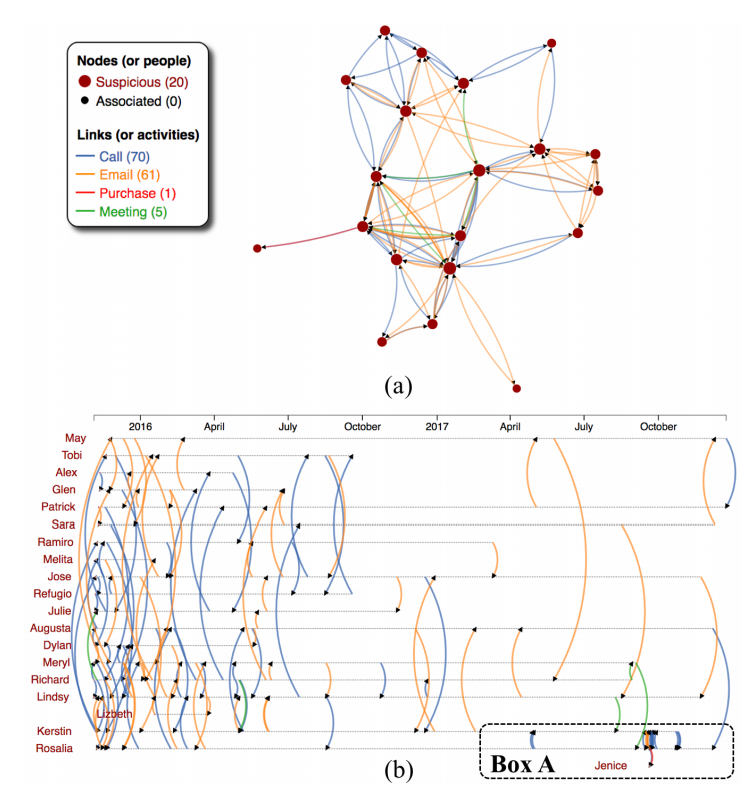 Nodes (or people)
Suspicious (20)
Associated (0)
Links (or activities)
Call (70)
Email (61)
Purchase (1)
Meeting (5)
(a)
2016 April July October 2017 April July October
May
Tobi
Alex
Glen
Patrick
Sara
Ramiro
Melita
Jose
Refugio
Julie
Augusta
Dylan
Meryl
Richard
Lindsy
Lizbeth
Kerstin
Rosalia
Jenice
Box A
(b)